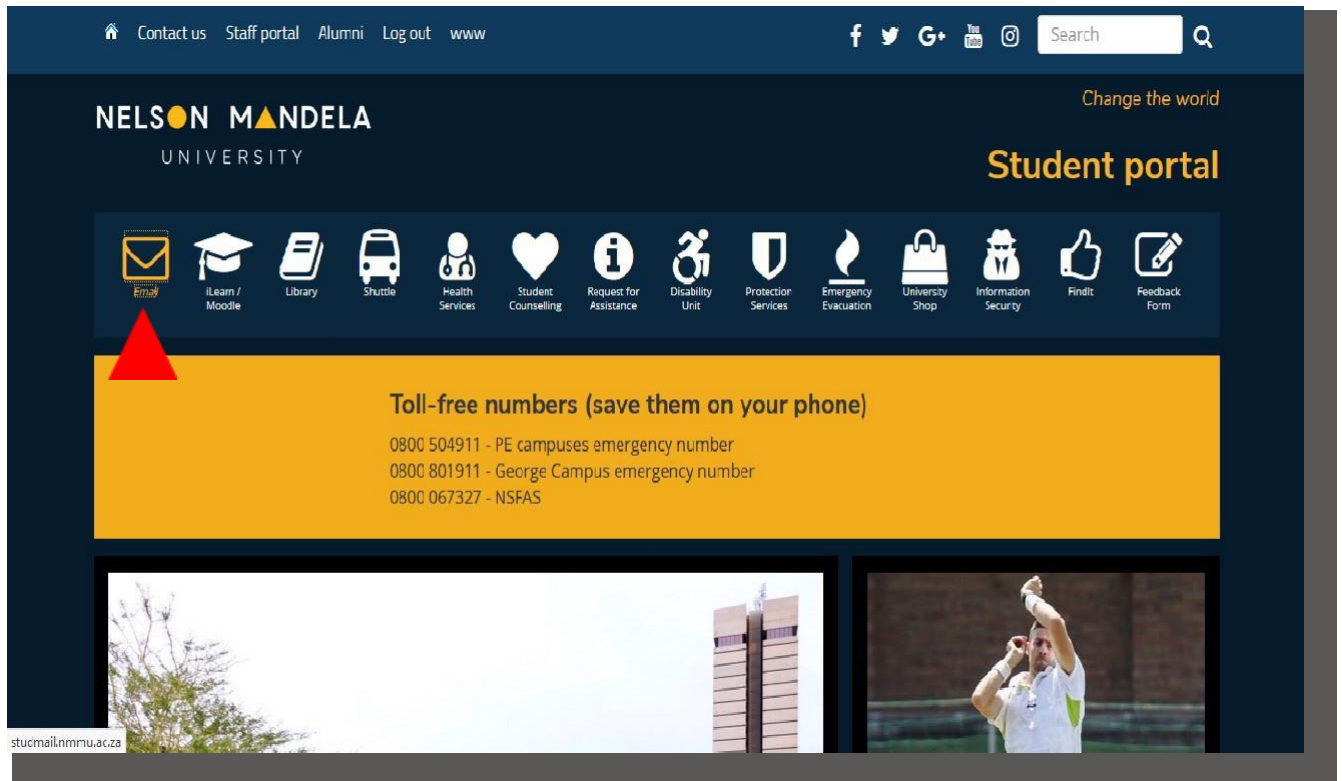 Contact us Staff portal Alumni Log out www
You
Tube
Search
Change the world
NELSON MANDELA
UNIVERSITY
Student portal
Email
iLearn /
Moodle
Library
Shuttle
Health
Services
Student
Counselling
Request for
Assistance
Disability
Unit
Protection
Services
Emergency
Evacuation
University
Shop
Information
Security
FindIt
Feedback
Form
Toll-free numbers (save them on your phone)
0800 504911 - PE campuses emergency number
0800 801911 - George Campus emergency number
0800 067327 - NSFAS
studmail.nmmu.ac.za